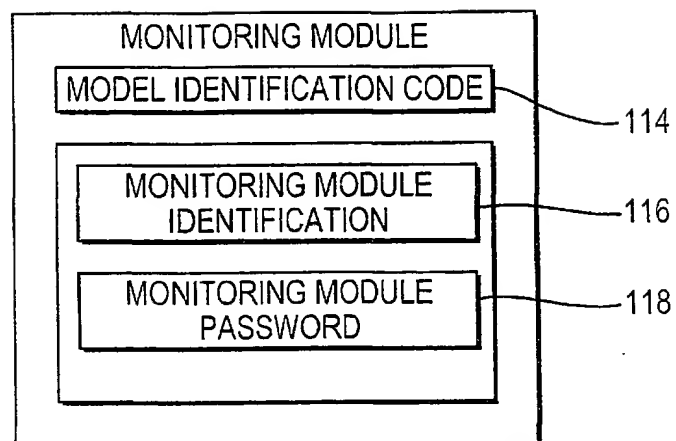 MONITORING MODULE
MODEL IDENTIFICATION CODE
114
MONITORING MODULE
IDENTIFICATION
116
MONITORING MODULE
PASSWORD
118